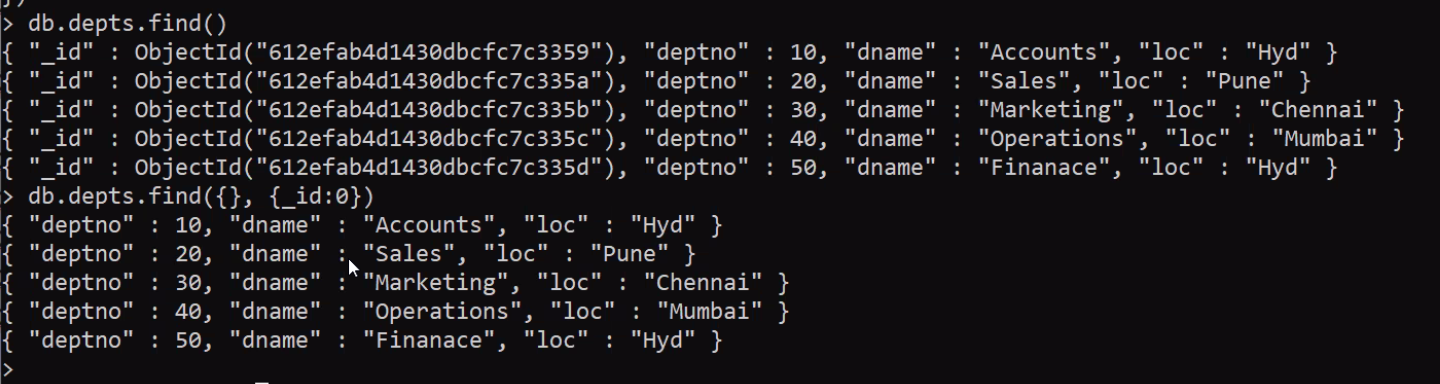 > db.depts.find()
{ "_id" : ObjectId("612efab4d1430dbcfc7c3359"), "deptno" : 10, "dname" : "Accounts", "loc" : "Hyd" }
{ "_id" : ObjectId("612efab4d1430dbcfc7c335a"), "deptno" : 20, "dname" : "Sales", "loc" : "Pune" }
{ "_id" : ObjectId("612efab4d1430dbcfc7c335b"), "deptno" : 30, "dname" : "Marketing", "loc" : "Chennai" }
{ "_id" : ObjectId("612efab4d1430dbcfc7c335c"), "deptno" : 40, "dname" : "Operations", "loc" : "Mumbai" }
{ "_id" : ObjectId("612efab4d1430dbcfc7c335d"), "deptno" : 50, "dname" : "Finanace", "loc" : "Hyd" }
> db.depts.find({}, {_id:0})
{ "deptno" : 10, "dname" : "Accounts", "loc" : "Hyd" }
{ "deptno" : 20, "dname" : "Sales", "loc" : "Pune" }
{ "deptno" : 30, "dname" : "Marketing", "loc" : "Chennai" }
{ "deptno" : 40, "dname" : "Operations", "loc" : "Mumbai" }
{ "deptno" : 50, "dname" : "Finanace", "loc" : "Hyd" }
>